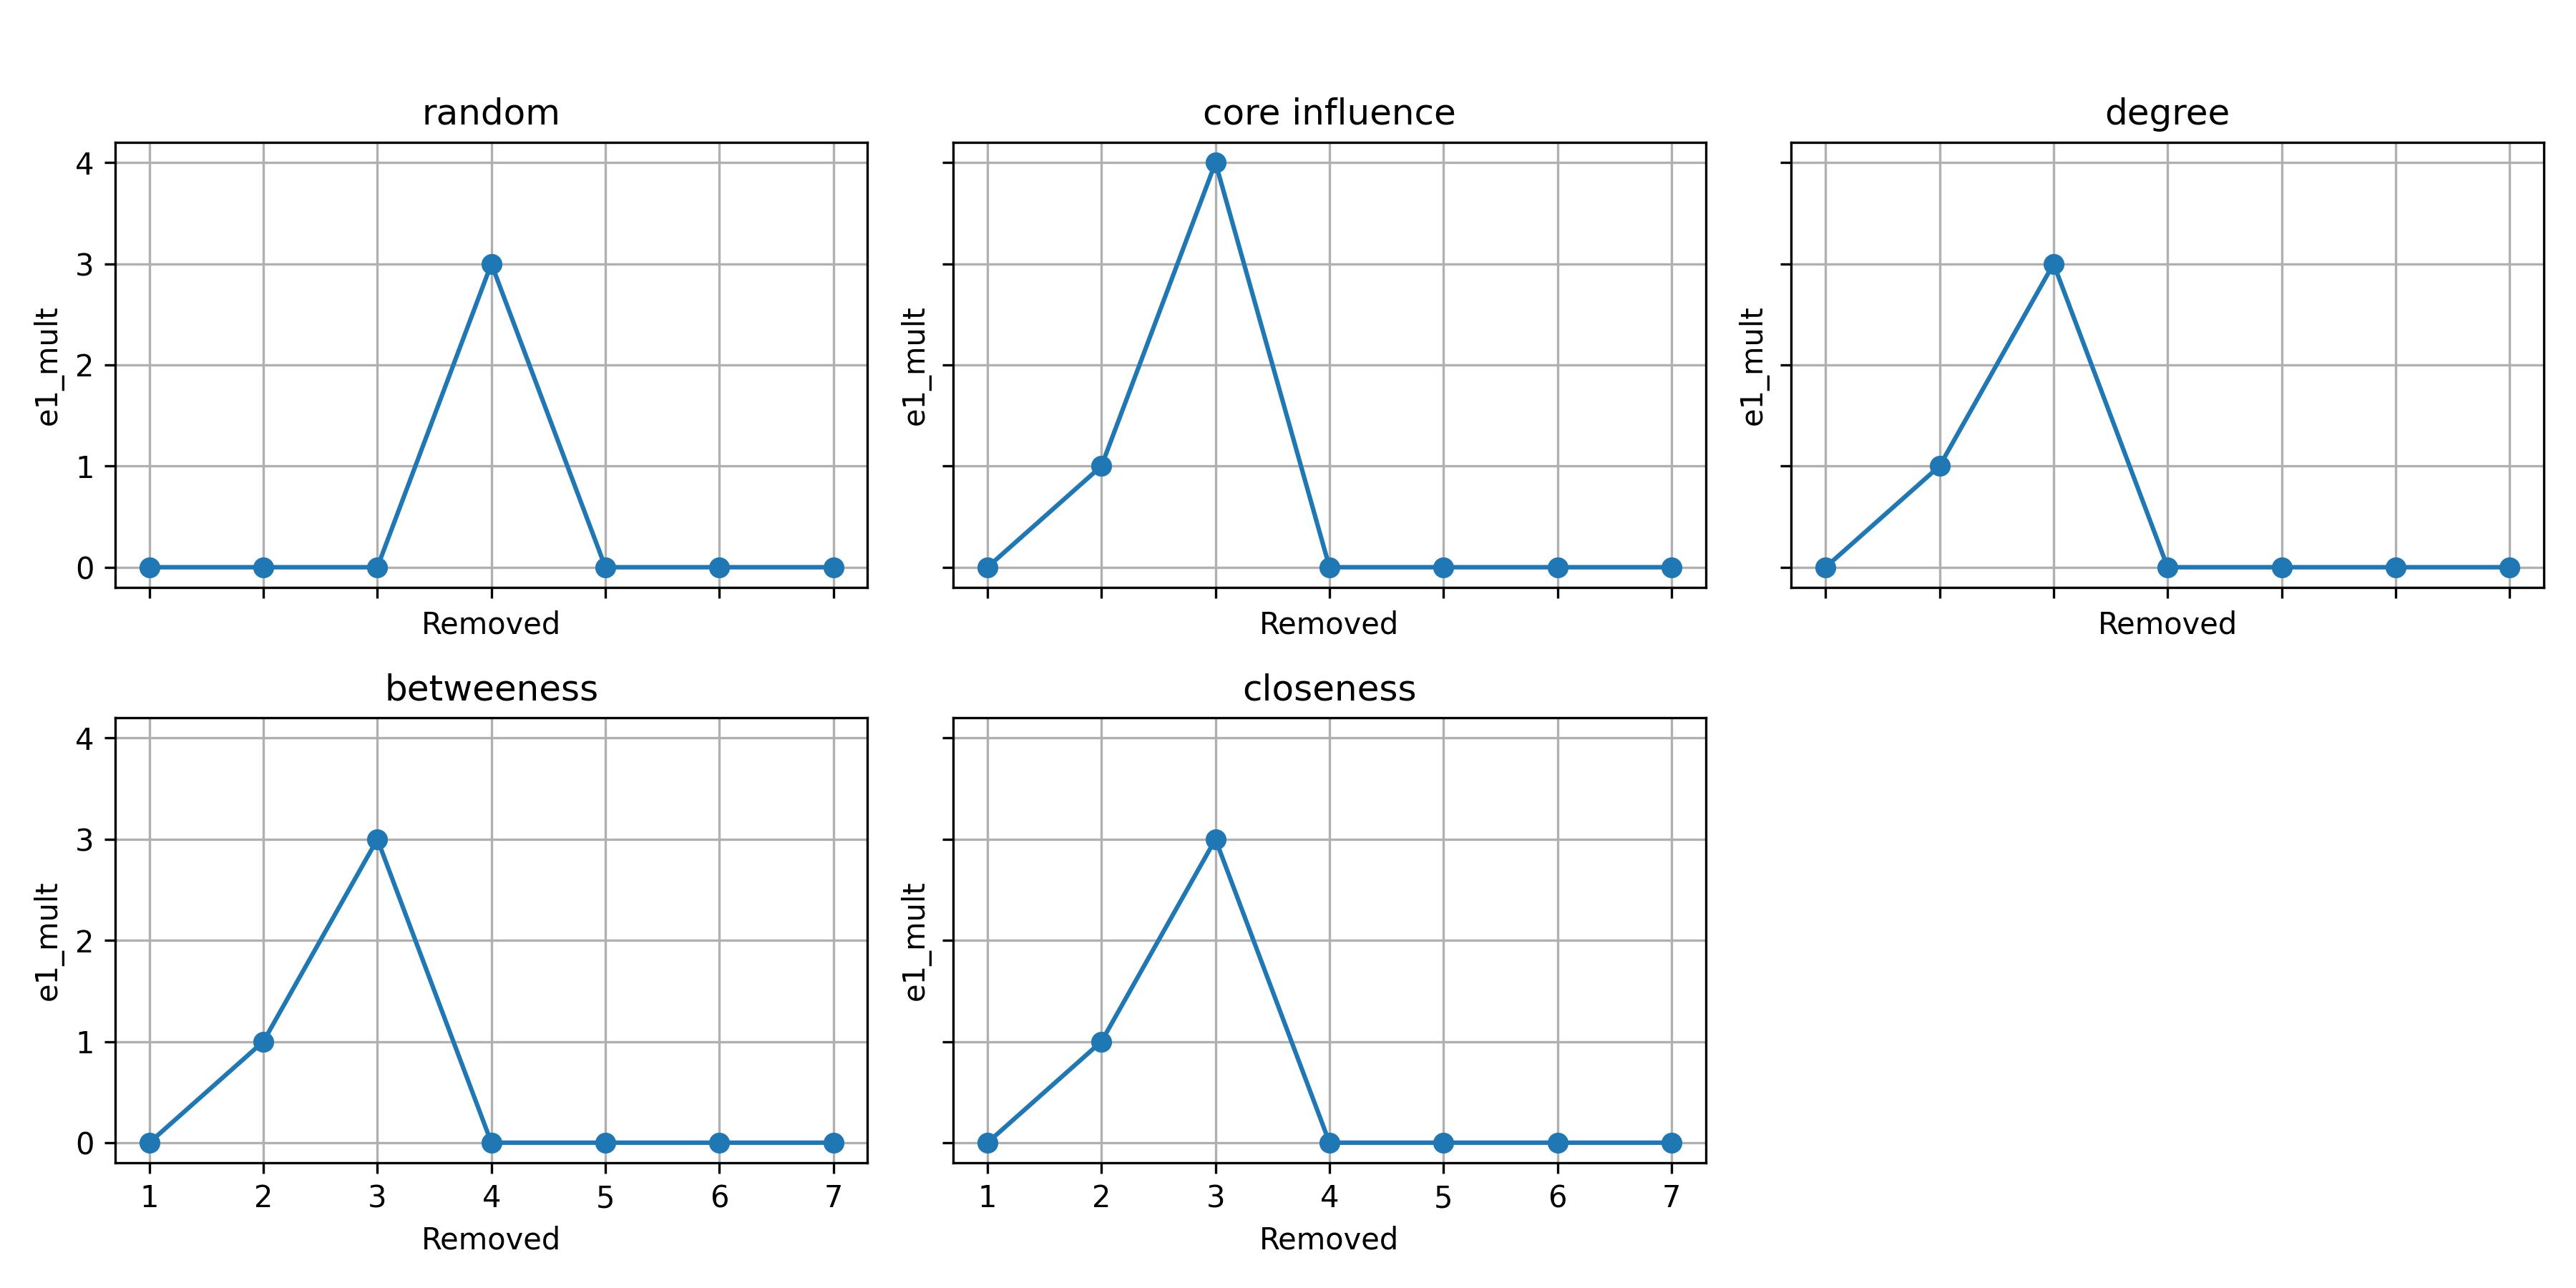 random
4
3
2
1
0
e1_mult
Removed
core influence
e1_mult
Removed
degree
e1_mult
Removed
betweeness
4
3
2
1
0
e1_mult
1 2 3 4 5 6 7
Removed
closeness
e1_mult
1 2 3 4 5 6 7
Removed